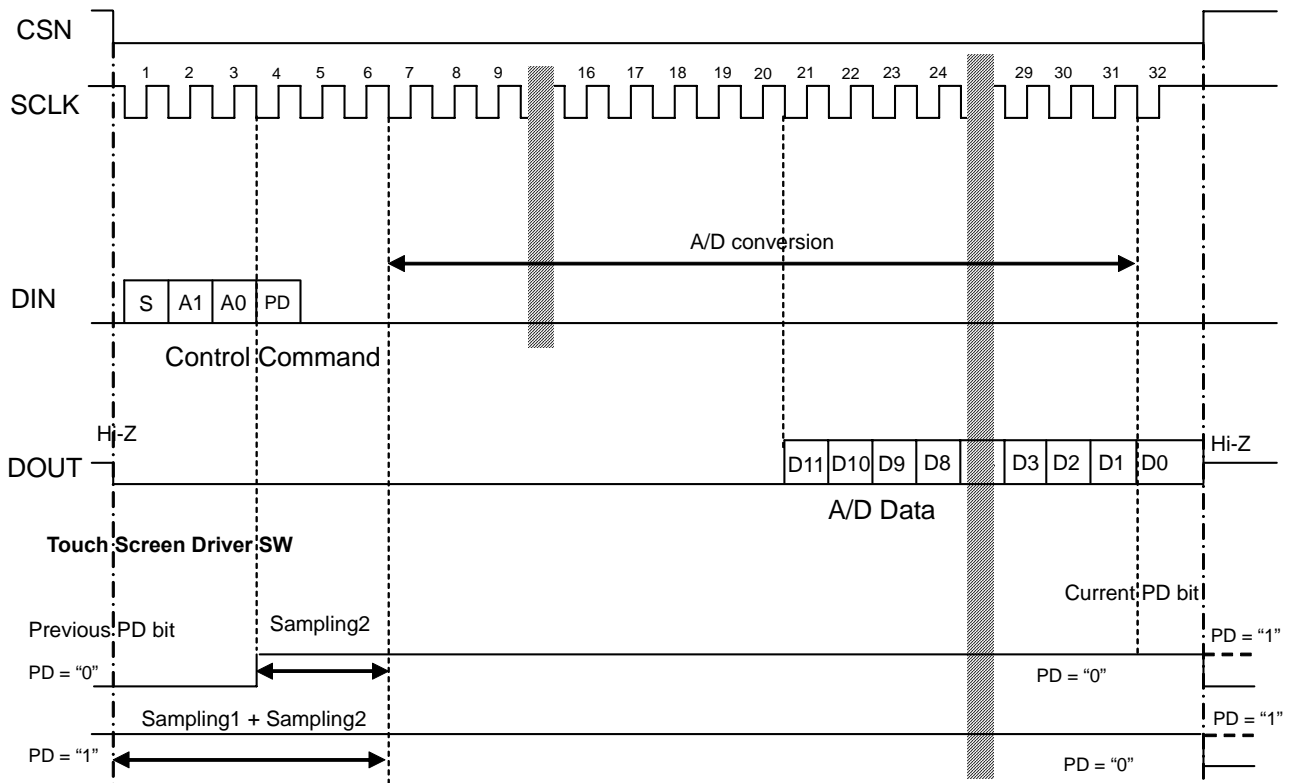 CSN
1 2 3 4 5 6 7 8 9 16 17 18 19 20 21 22 23 24 29 30 31 32
SCLK
A/D conversion
DIN S A1 A0 PD
Control Command
Hi-Z
Hi-Z
DOUT D11 D10 D9 D8 D3 D2 D1 D0
A/D Data
Touch Screen Driver SW
Current PD bit
Previous PD bit Sampling2
PD = “1”
PD = “0” PD = “0”
Sampling1 + Sampling2 PD = “1”
PD = “1” PD = “0”